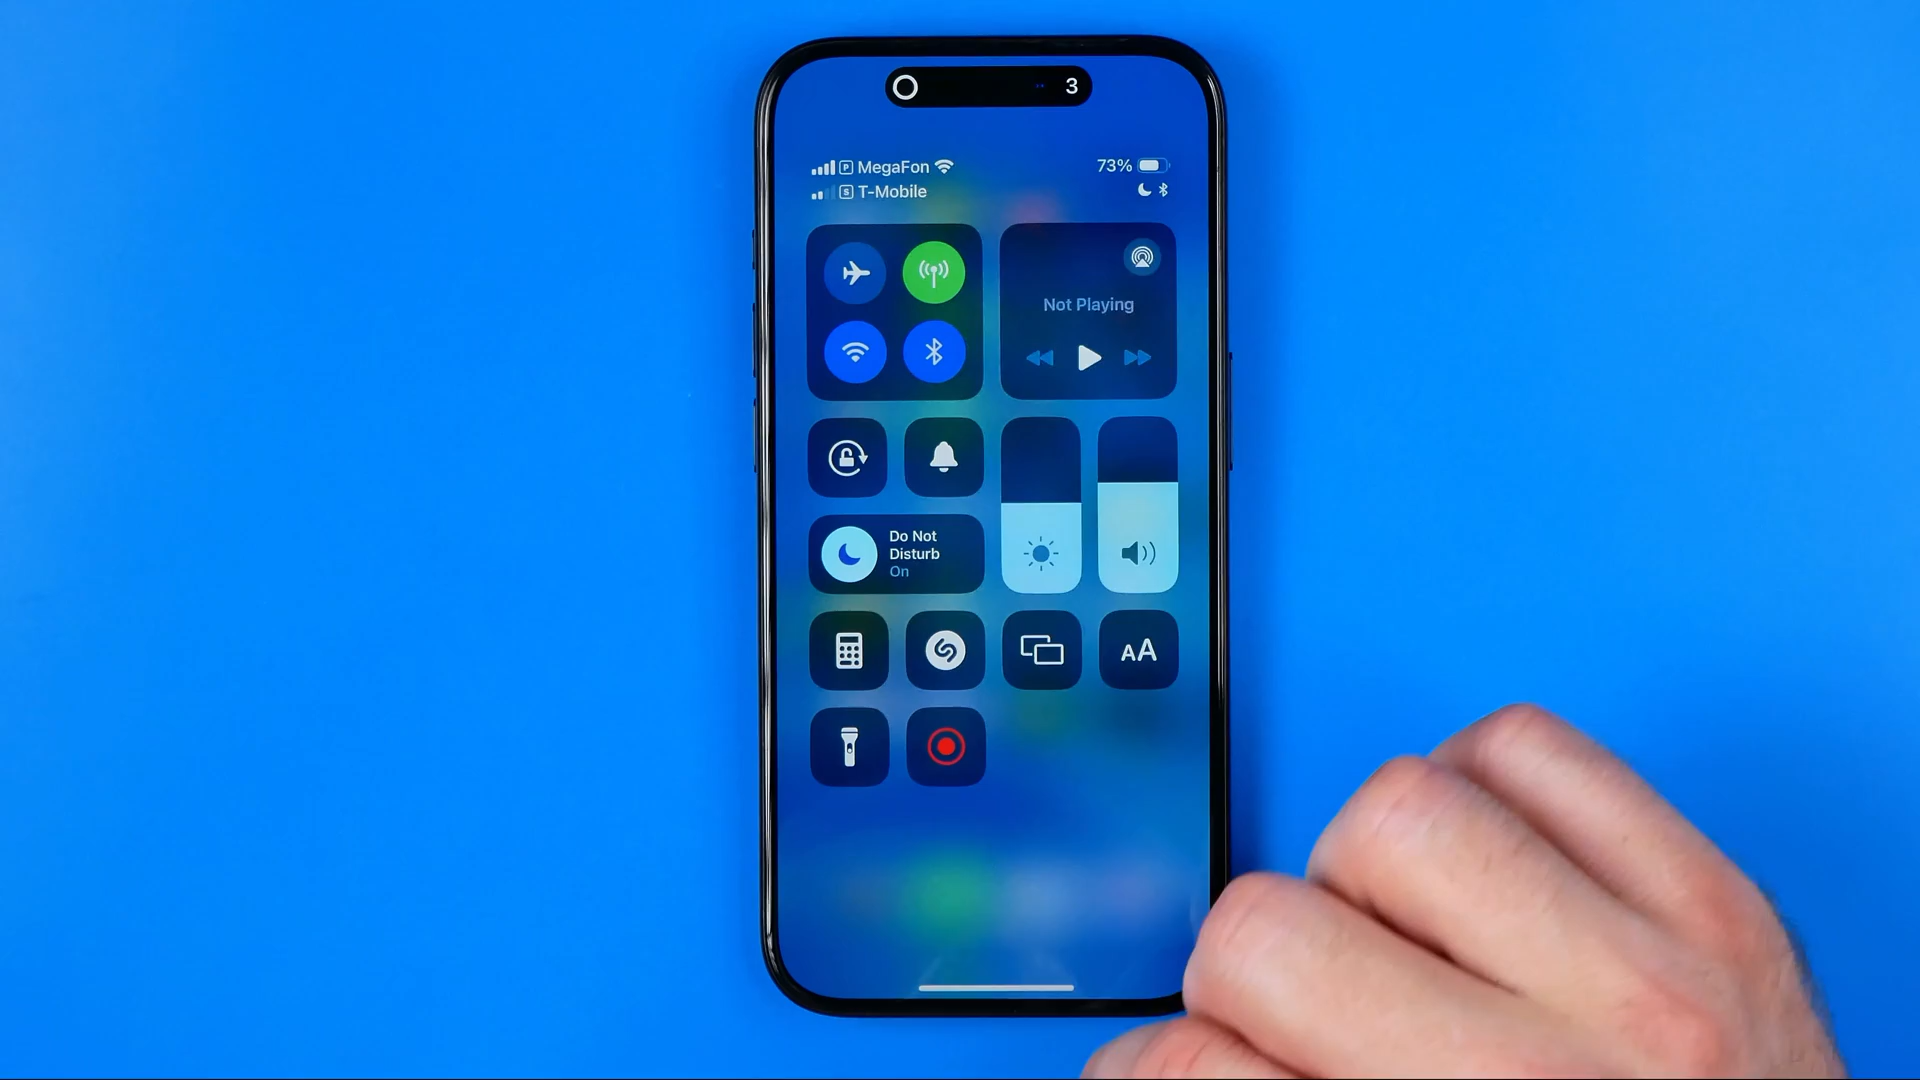 3
P MegaFon 73%
S T-Mobile
Not Playing
Do Not
Disturb
On
AA